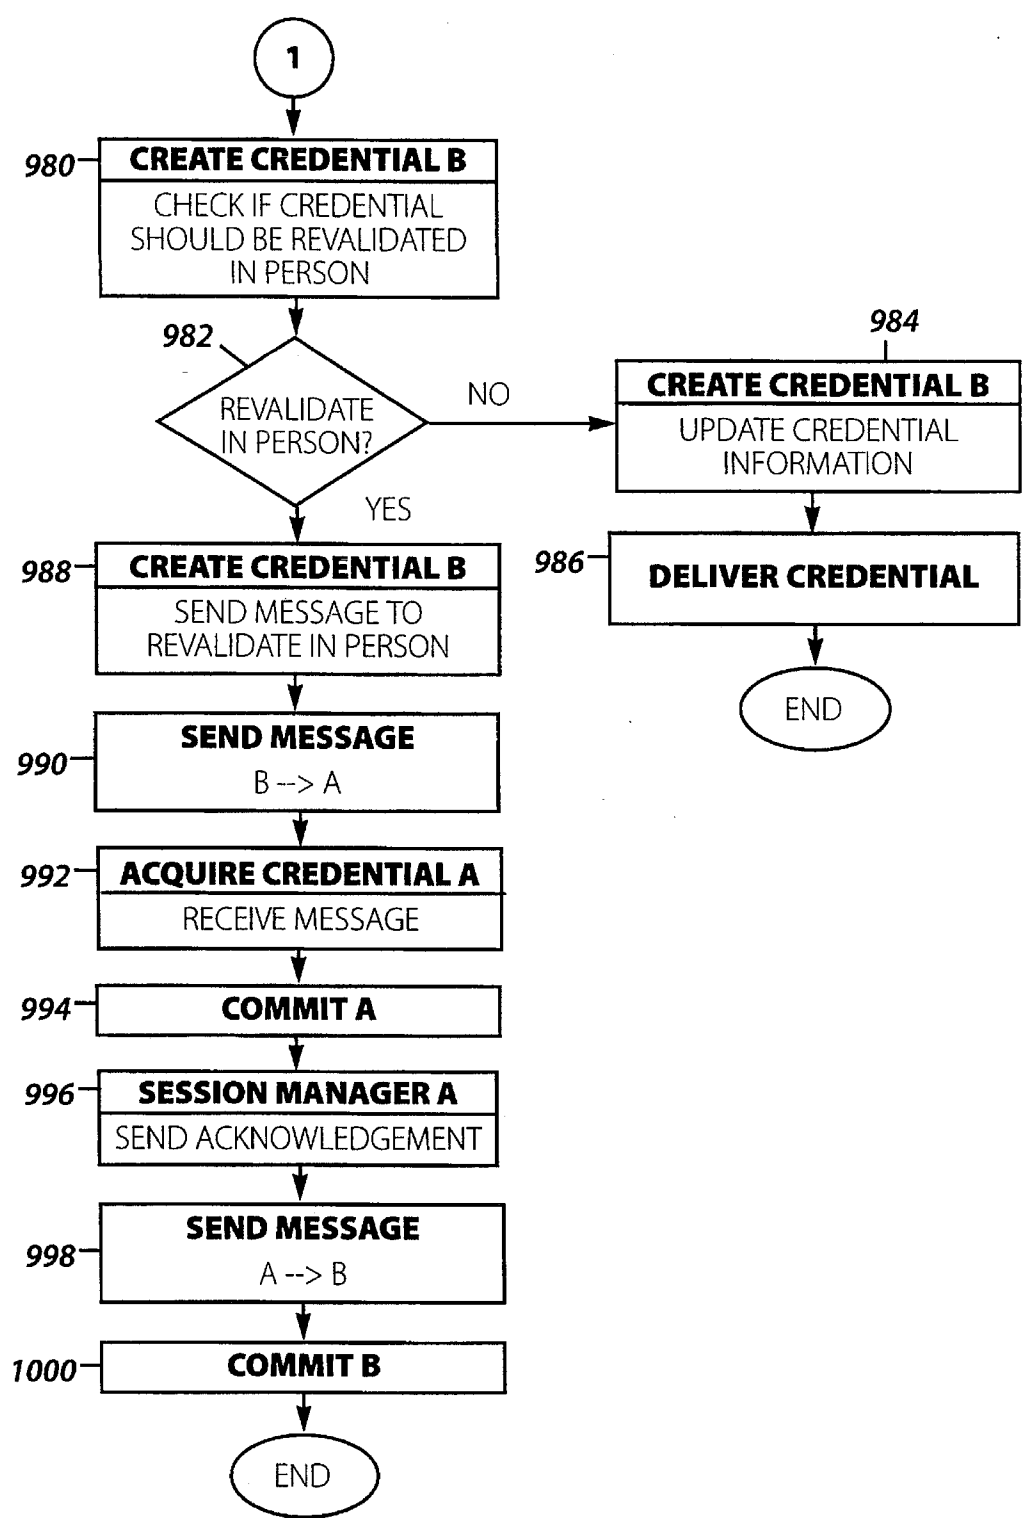 1
980
CREATE CREDENTIAL B
CHECK IF CREDENTIAL
SHOULD BE REVALIDATED
IN PERSON
982
REVALIDATE
IN PERSON?
NO
YES
984
CREATE CREDENTIAL B
UPDATE CREDENTIAL
INFORMATION
986
DELIVER CREDENTIAL
END
988
CREATE CREDENTIAL B
SEND MESSAGE TO
REVALIDATE IN PERSON
990
SEND MESSAGE
B --> A
992
ACQUIRE CREDENTIAL A
RECEIVE MESSAGE
994
COMMIT A
996
SESSION MANAGER A
SEND ACKNOWLEDGEMENT
998
SEND MESSAGE
A --> B
1000
COMMIT B
END